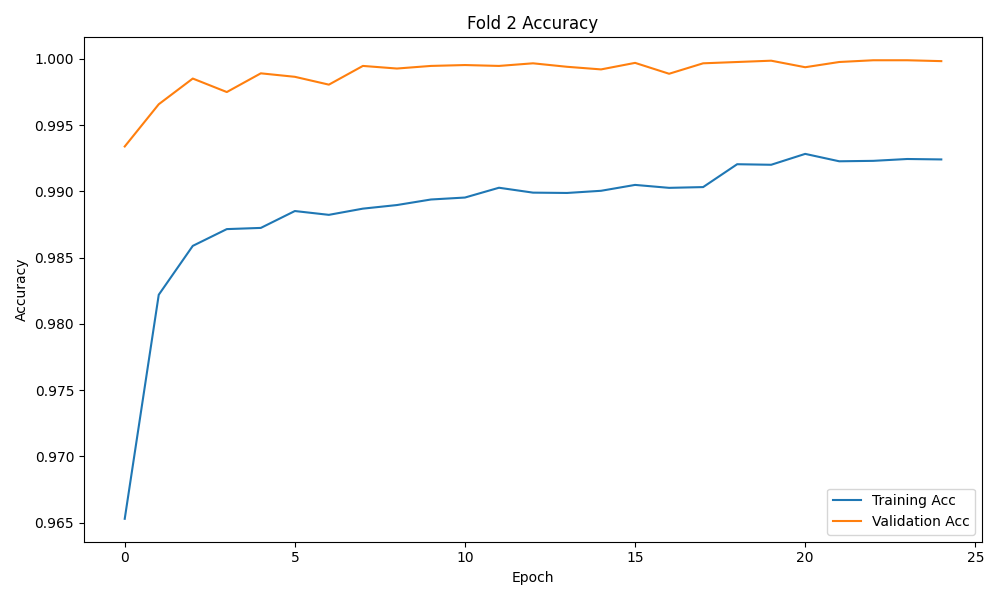 Fold 2 Accuracy
1.000
0.995
0.990
0.985
0.980
0.975
0.970
0.965
Accuracy
0 5 10 15 20 25
Epoch
Training Acc
Validation Acc